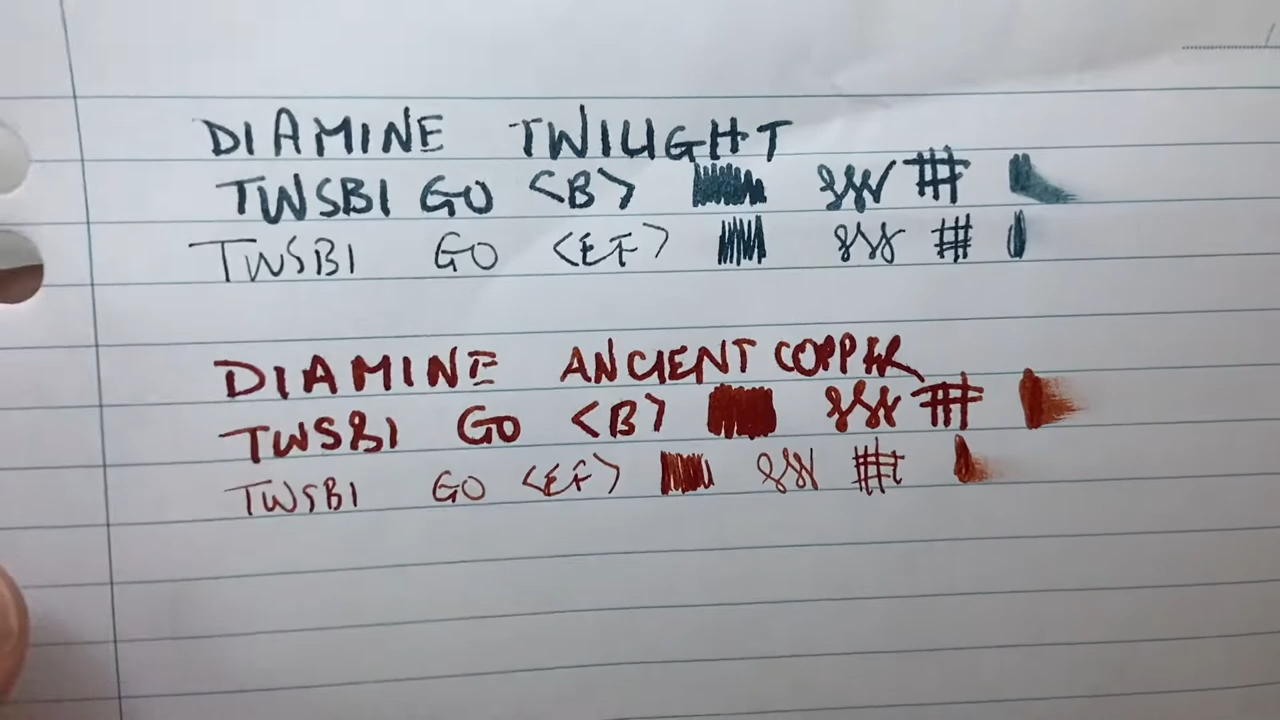 DIAMINE TWILIGHT
TWSBI GO <B>
TWSBI GO <EF>
DIAMINE ANCIENT COPPER
TWSBI GO <B>
TWSBI GO <EF>